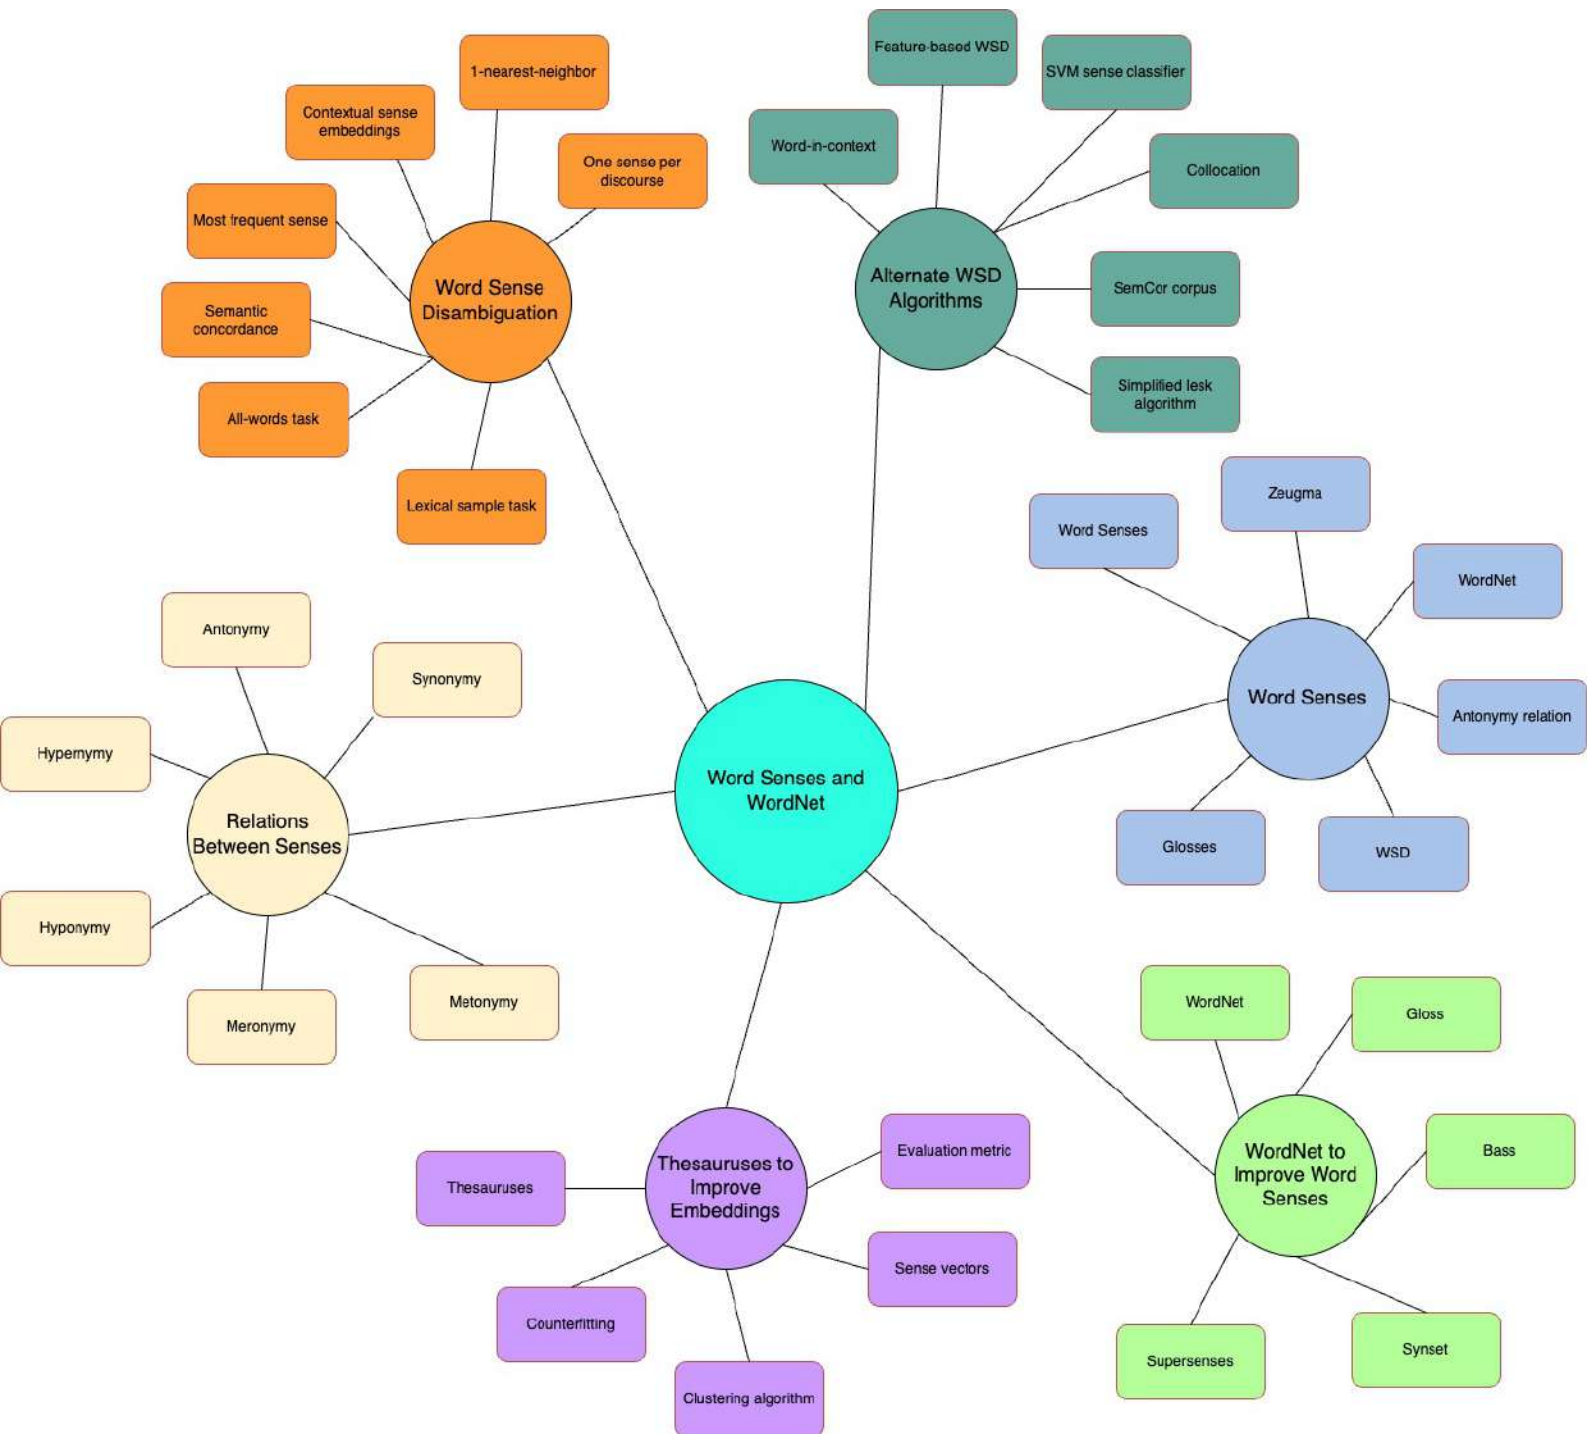 1-nearest-neighbor
Contextual sense
embeddings
One sense per
discourse
Most frequent sense
Semantic
concordance
All-words task
Lexical sample task
Word Sense
Disambiguation
Feature-based WSD
SVM sense classifier
Word-in-context
Collocation
SemCor corpus
Simplified lesk
algorithm
Alternate WSD
Algorithms
Zeugma
Word Senses
WordNet
Antonymy relation
Glosses
WSD
Word Senses
Antonymy
Synonymy
Hypernymy
Hyponymy
Meronymy
Metonymy
Relations
Between Senses
Word Senses and
WordNet
Thesauruses to
Improve
Embeddings
Evaluation metric
Thesauruses
Sense vectors
Counterfitting
Clustering algorithm
WordNet
Gloss
Bass
WordNet to
Improve Word
Senses
Supersenses
Synset